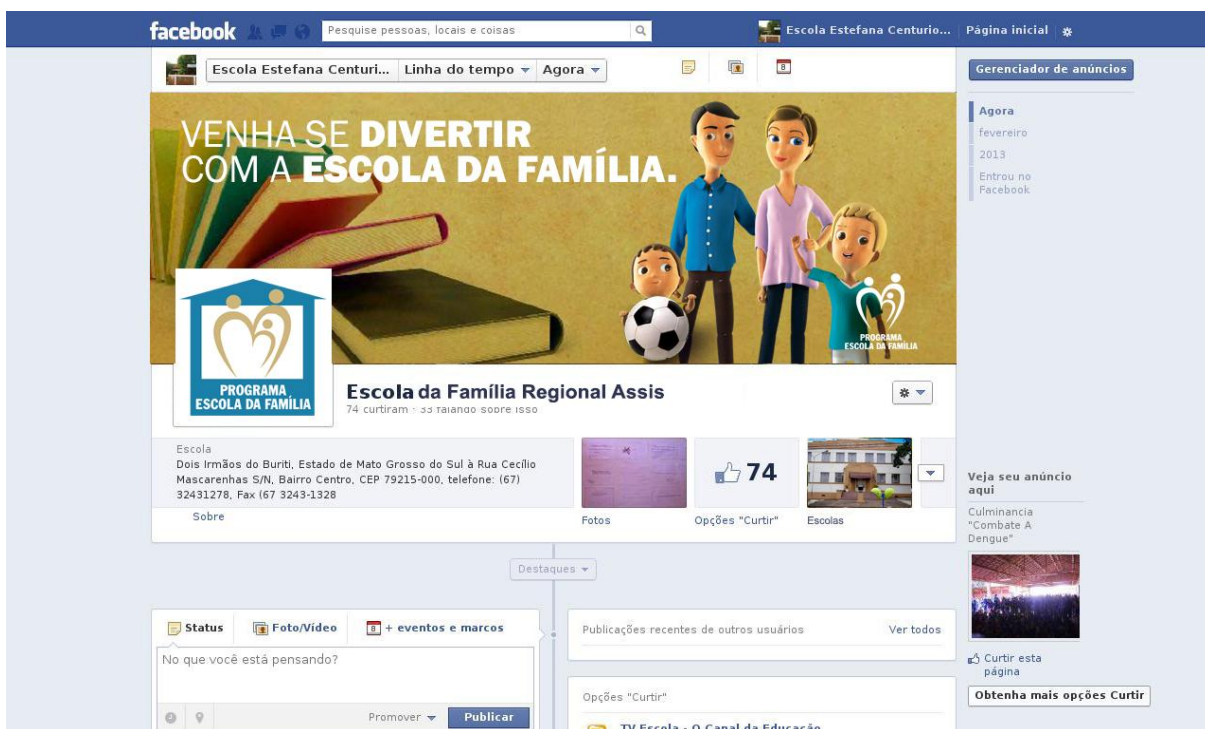 facebook
Pesquise pessoas, locais e coisas
Escola Estefana Centurio...
Página inicial
Escola Estefana Centuri...
Linha do tempo
Agora
8
Gerenciador de anúncios
Agora
fevereiro
2013
Entrou no
Facebook
VENHA SE DIVERTIR
COM A ESCOLA DA FAMÍLIA.
PROGRAMA
ESCOLA DA FAMÍLIA
PROGRAMA
ESCOLA DA FAMÍLIA
Escola da Família Regional Assis
74 curtiram · 33 falando sobre isso
Escola
Dois Irmãos do Buriti, Estado de Mato Grosso do Sul à Rua Cecílio
Mascarenhas S/N, Bairro Centro, CEP 79215-000, telefone: (67)
32431278, Fax (67 3243-1328
Sobre
Fotos
74
Opções "Curtir"
Escolas
Veja seu anúncio
aqui
Culminancia
"Combate A
Dengue"
Curtir esta
página
Obtenha mais opções Curtir
Destaques
Status
Foto/Vídeo
8
+ eventos e marcos
No que você está pensando?
Promover
Publicar
Publicações recentes de outros usuários
Ver todos
Opções "Curtir"
TV Escola - O Canal da Educação